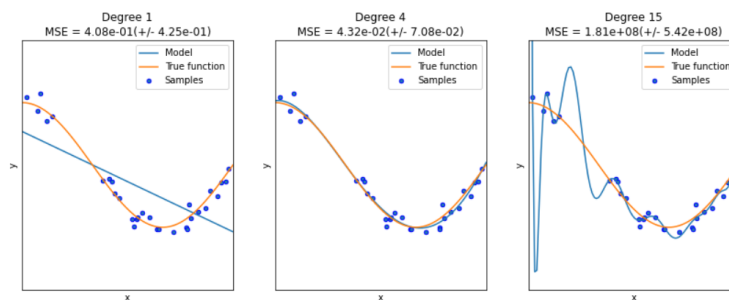 Degree 1
MSE = 4.08e-01(+/- 4.25e-01)
Model
True function
Samples
y
x
Degree 4
MSE = 4.32e-02(+/- 7.08e-02)
Model
True function
Samples
y
x
Degree 15
MSE = 1.81e+08(+/- 5.42e+08)
Model
True function
Samples
y
x